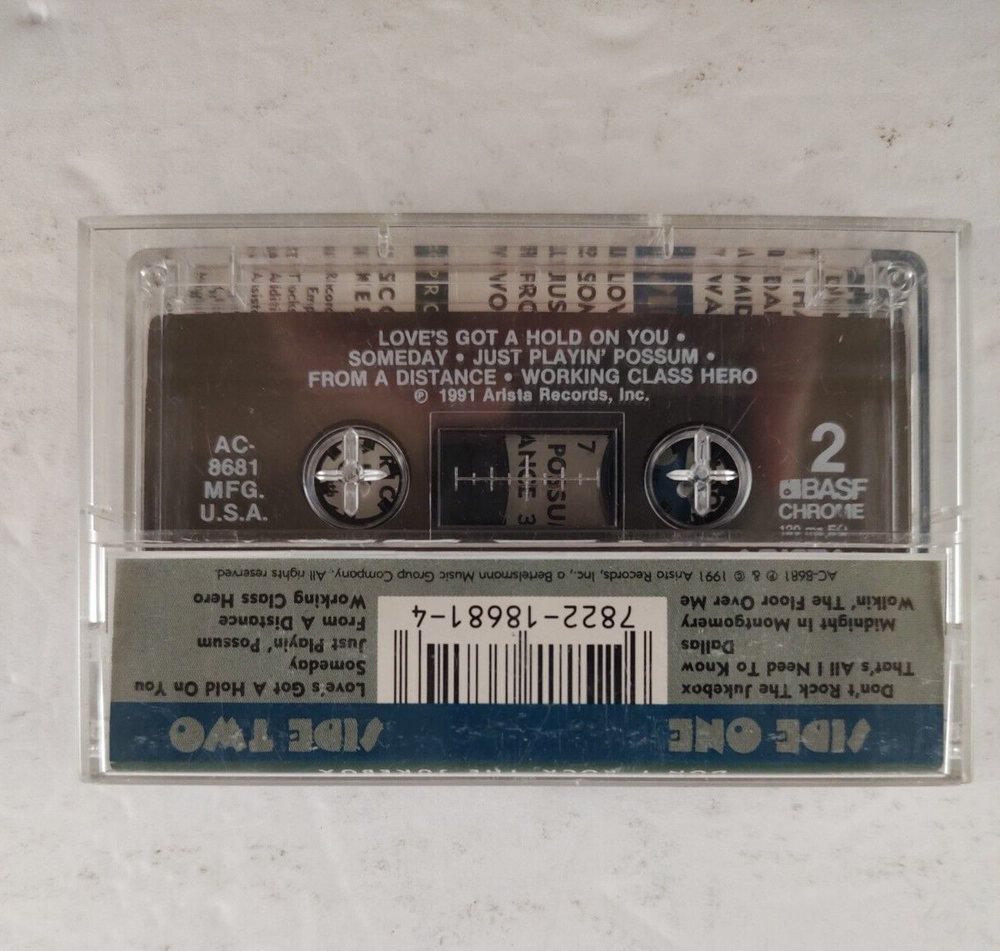 LOVE'S GOT A HOLD ON YOU •
SOMEDAY • JUST PLAYIN' POSSUM •
FROM A DISTANCE • WORKING CLASS HERO
℗ 1991 Arista Records, Inc.
AC-
8681
MFG.
U.S.A.
2
BASF
CHROME
SIDE ONE
Don't Rock The Jukebox
That's All I Need To Know
Dallas
Midnight In Montgomery
Walkin' The Floor Over Me
SIDE TWO
Love's Got A Hold On You
Someday
Just Playin' Possum
From A Distance
Working Class Hero
7822-18681-4
AC-8681 ℗ & © 1991 Arista Records, Inc., a Bertelsmann Music Group Company. All rights reserved.